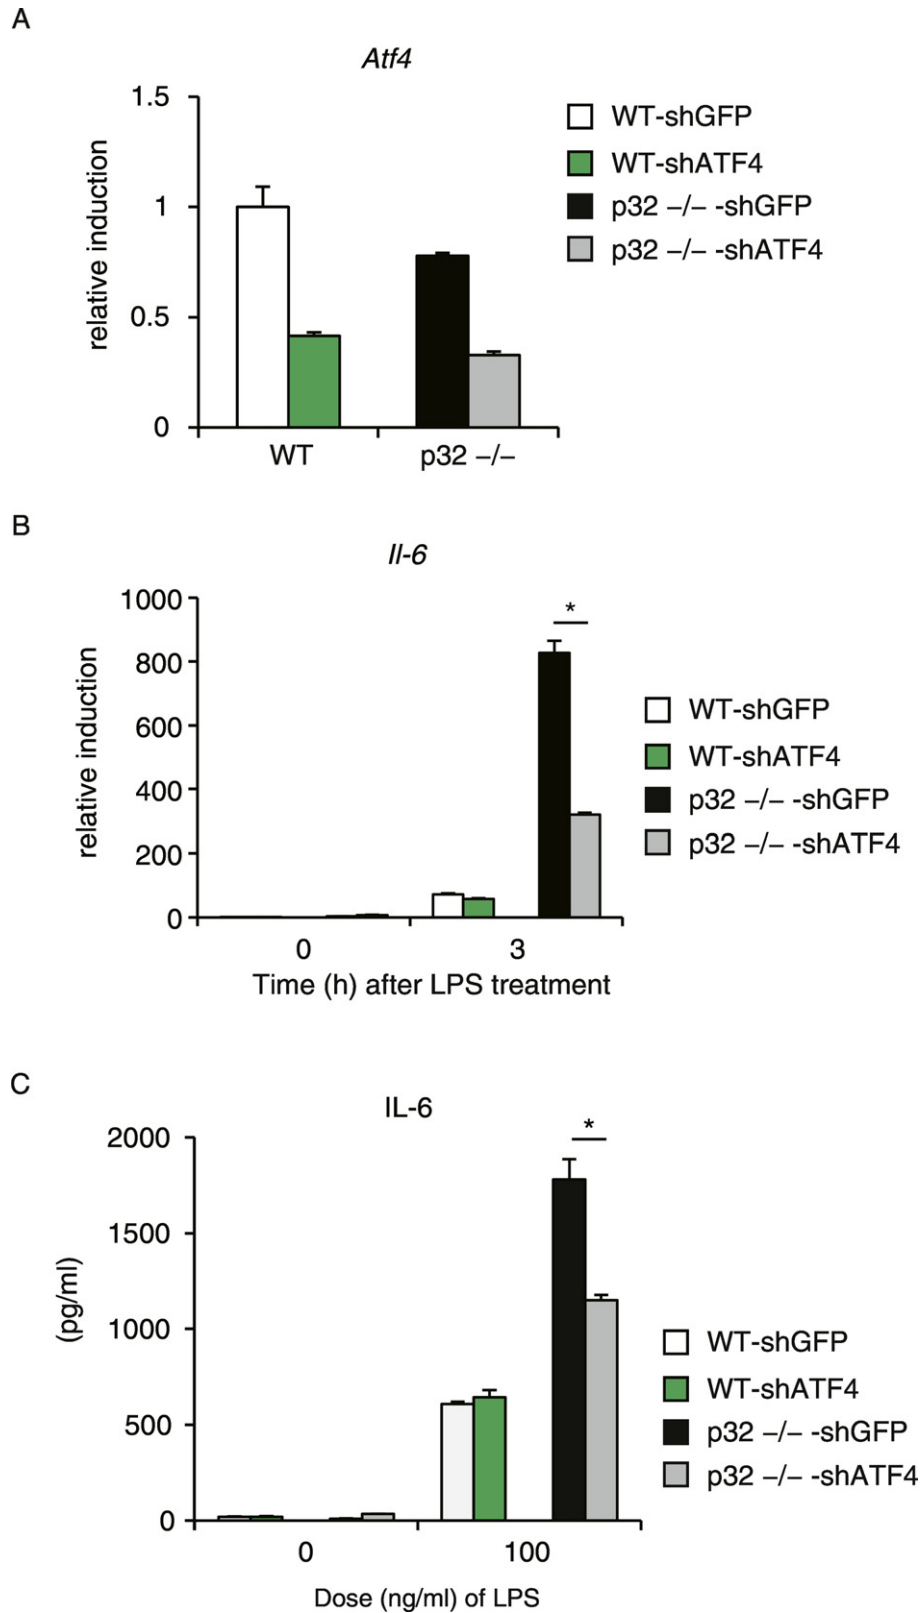 A
Atf4
1.5
1
0.5
0
relative induction
WT
p32 –/–
WT-shGFP
WT-shATF4
p32 –/– -shGFP
p32 –/– -shATF4
B
Il-6
1000
800
600
400
200
0
relative induction
*
0
3
Time (h) after LPS treatment
WT-shGFP
WT-shATF4
p32 –/– -shGFP
p32 –/– -shATF4
C
IL-6
2000
1500
1000
500
0
(pg/ml)
*
0
100
Dose (ng/ml) of LPS
WT-shGFP
WT-shATF4
p32 –/– -shGFP
p32 –/– -shATF4